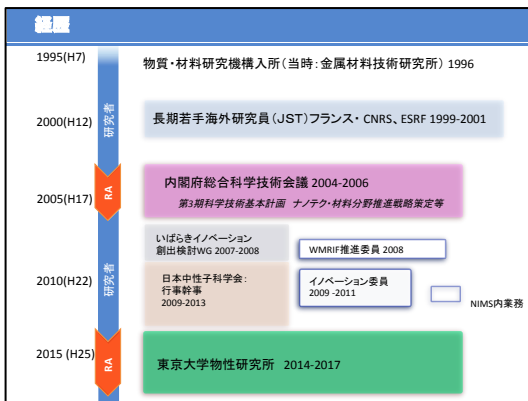 経歴
1995(H7)
物質・材料研究機構入所(当時:金属材料技術研究所) 1996
研究者
2000(H12)
長期若手海外研究員(JST)フランス・ CNRS、ESRF 1999-2001
RA
2005(H17)
内閣府総合科学技術会議 2004-2006
第3期科学技術基本計画 ナノテク・材料分野推進戦略策定等
いばらきイノベーション
創出検討WG 2007-2008
WMRIF推進委員 2008
研究者
2010(H22)
日本中性子科学会:
行事幹事
2009-2013
イノベーション委員
2009 -2011
NIMS内業務
2015 (H25)
RA
東京大学物性研究所 2014-2017